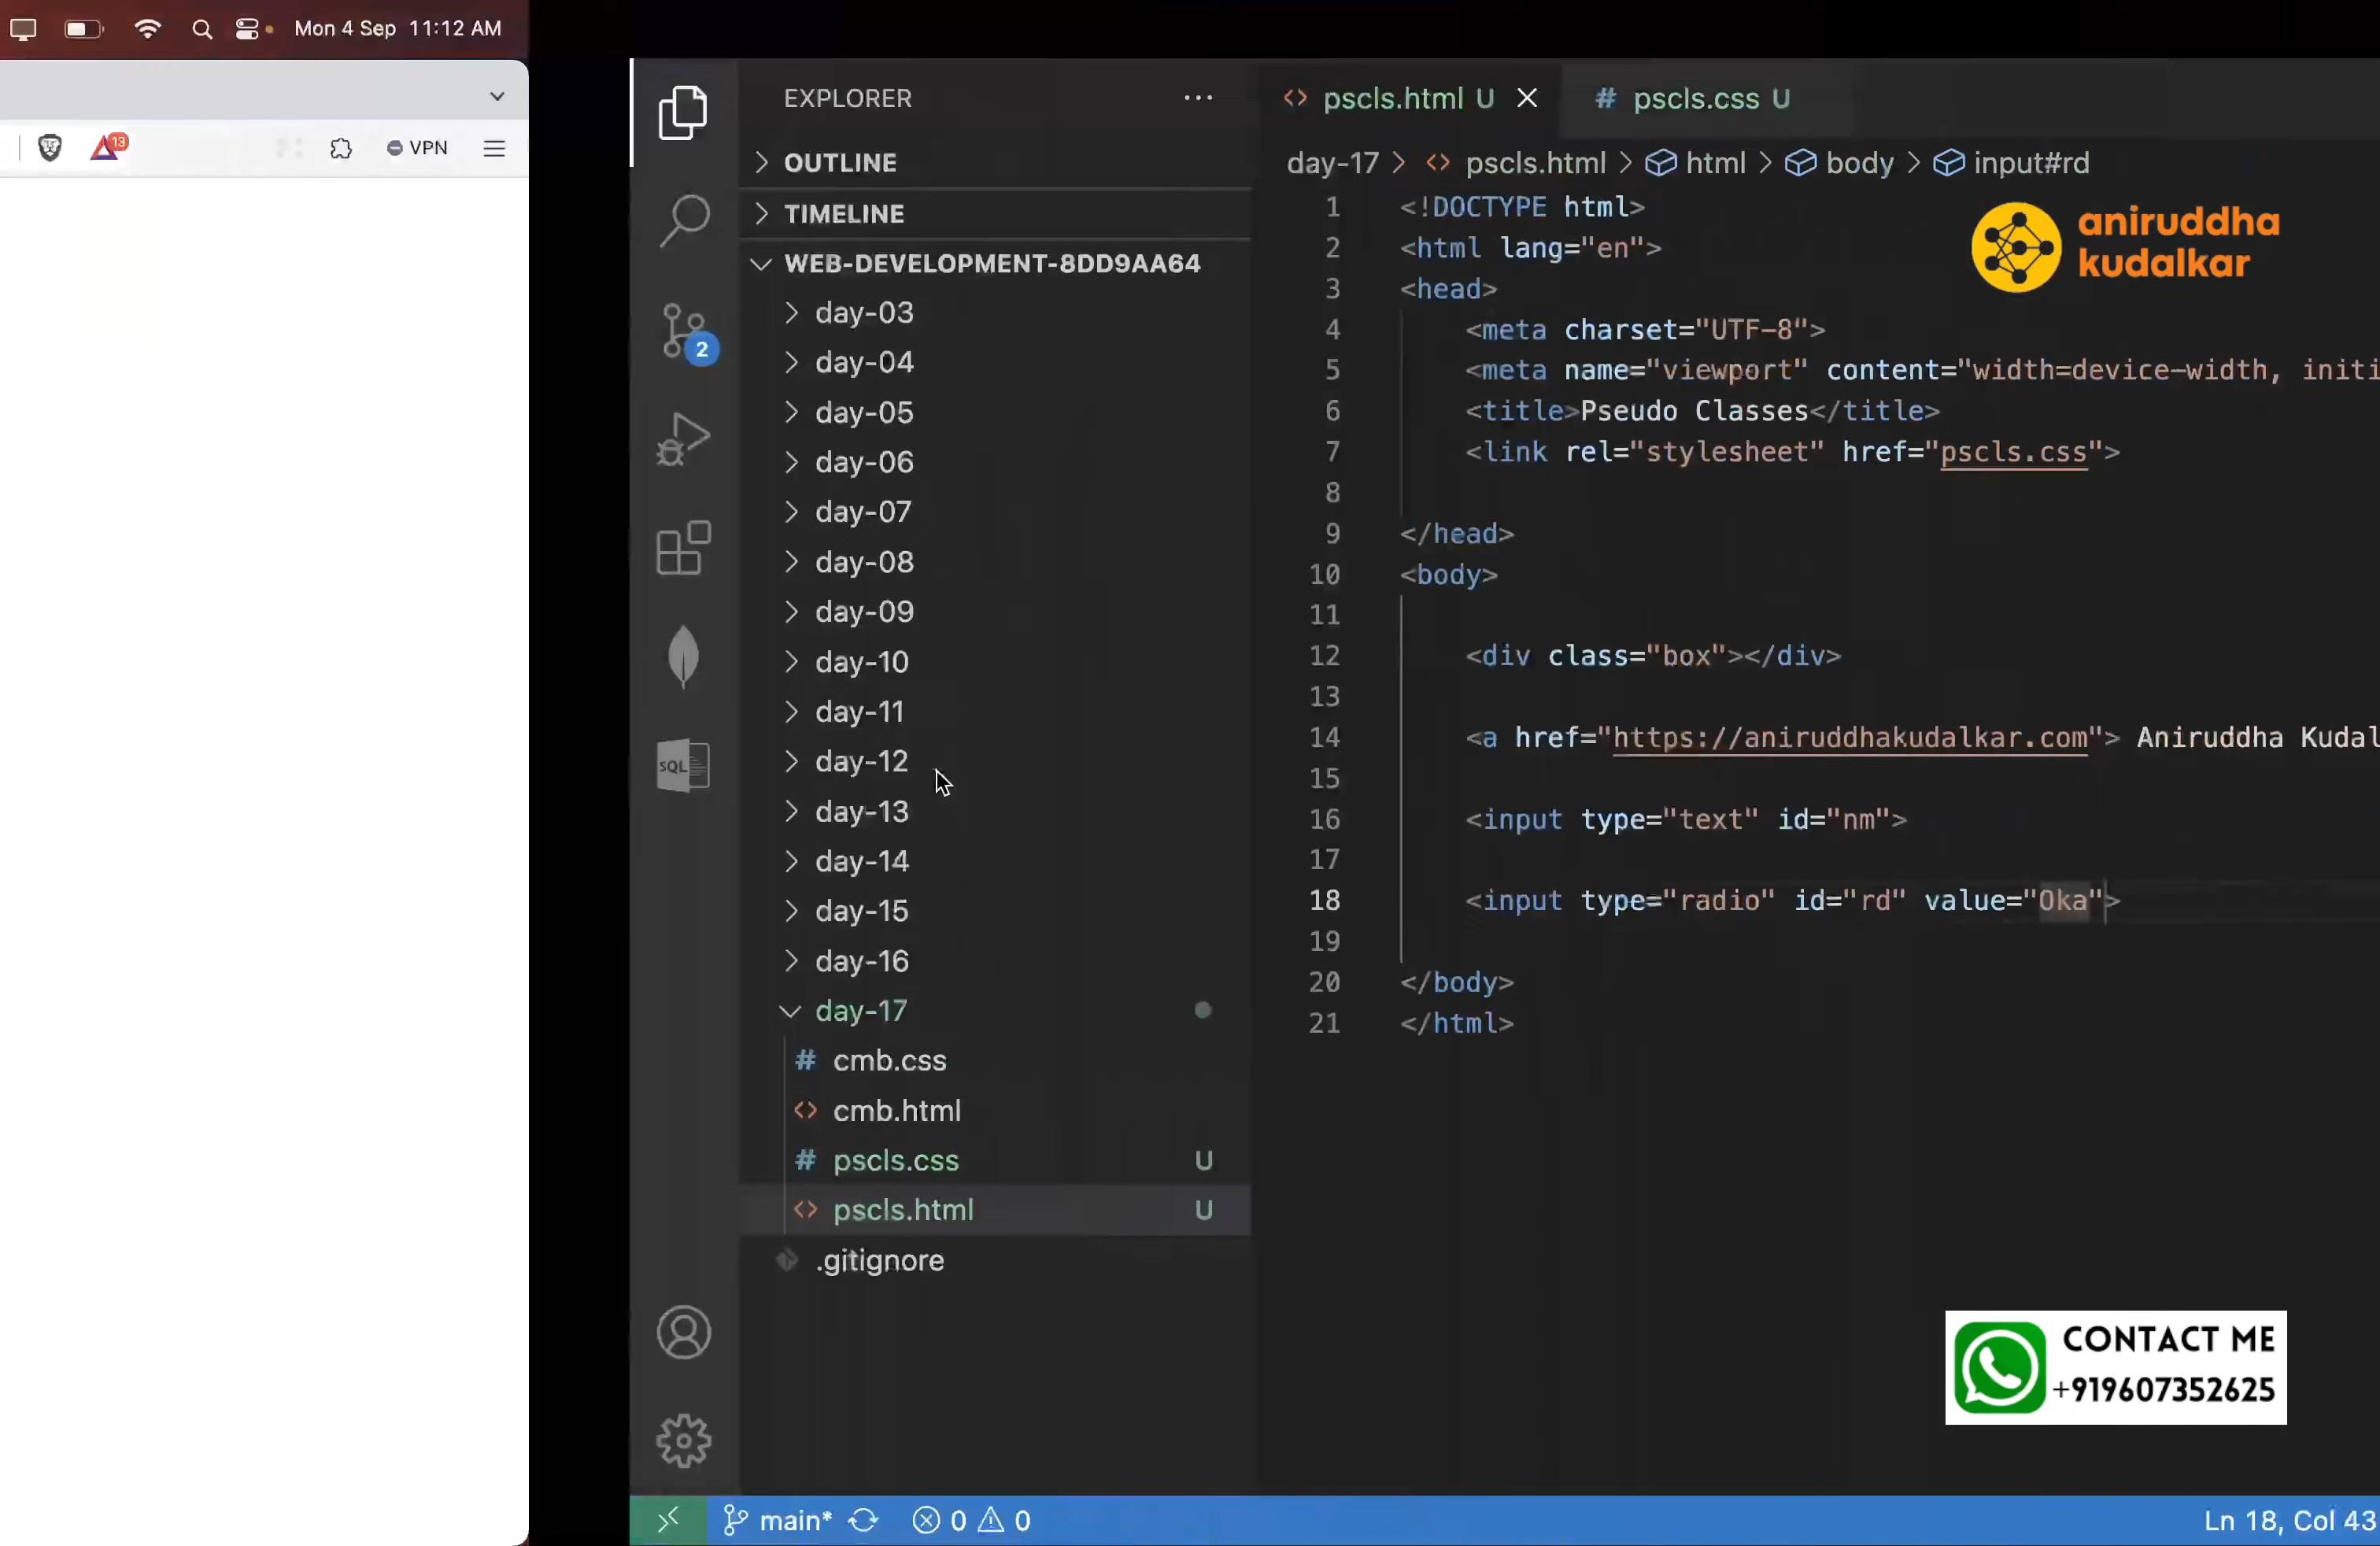 Mon 4 Sep 11:12 AM
13
VPN
EXPLORER
OUTLINE
TIMELINE
WEB-DEVELOPMENT-8DD9AA64
day-03
day-04
day-05
day-06
day-07
day-08
day-09
day-10
day-11
day-12
day-13
day-14
day-15
day-16
day-17
# cmb.css
<> cmb.html
# pscls.css U
<> pscls.html U
.gitignore
2
SQL
<> pscls.html U
# pscls.css U
day-17 > <> pscls.html > html > body > input#rd
aniruddha
kudalkar
1 <!DOCTYPE html>
2 <html lang="en">
3 <head>
4 <meta charset="UTF-8">
5 <meta name="viewport" content="width=device-width, initi
6 <title>Pseudo Classes</title>
7 <link rel="stylesheet" href="pscls.css">
8
9 </head>
10 <body>
11
12 <div class="box"></div>
13
14 <a href="https://aniruddhakudalkar.com"> Aniruddha Kudal
15
16 <input type="text" id="nm">
17
18 <input type="radio" id="rd" value="Oka">
19
20 </body>
21 </html>
CONTACT ME
+919607352625
main* 0 0
Ln 18, Col 43